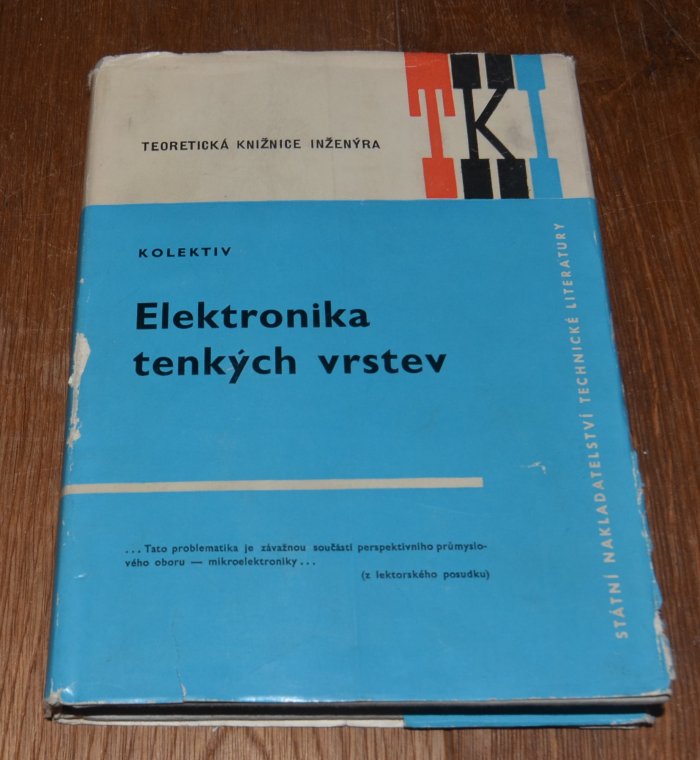 TKI
TEORETICKÁ KNIŽNICE INŽENÝRA
KOLEKTIV
Elektronika
tenkých vrstev
...Tato problematika je závažnou součástí perspektivního průmyslo-
vého oboru — mikroelektroniky...
(z lektorského posudku)
STÁTNÍ NAKLADATELSTVÍ TECHNICKÉ LITERATURY